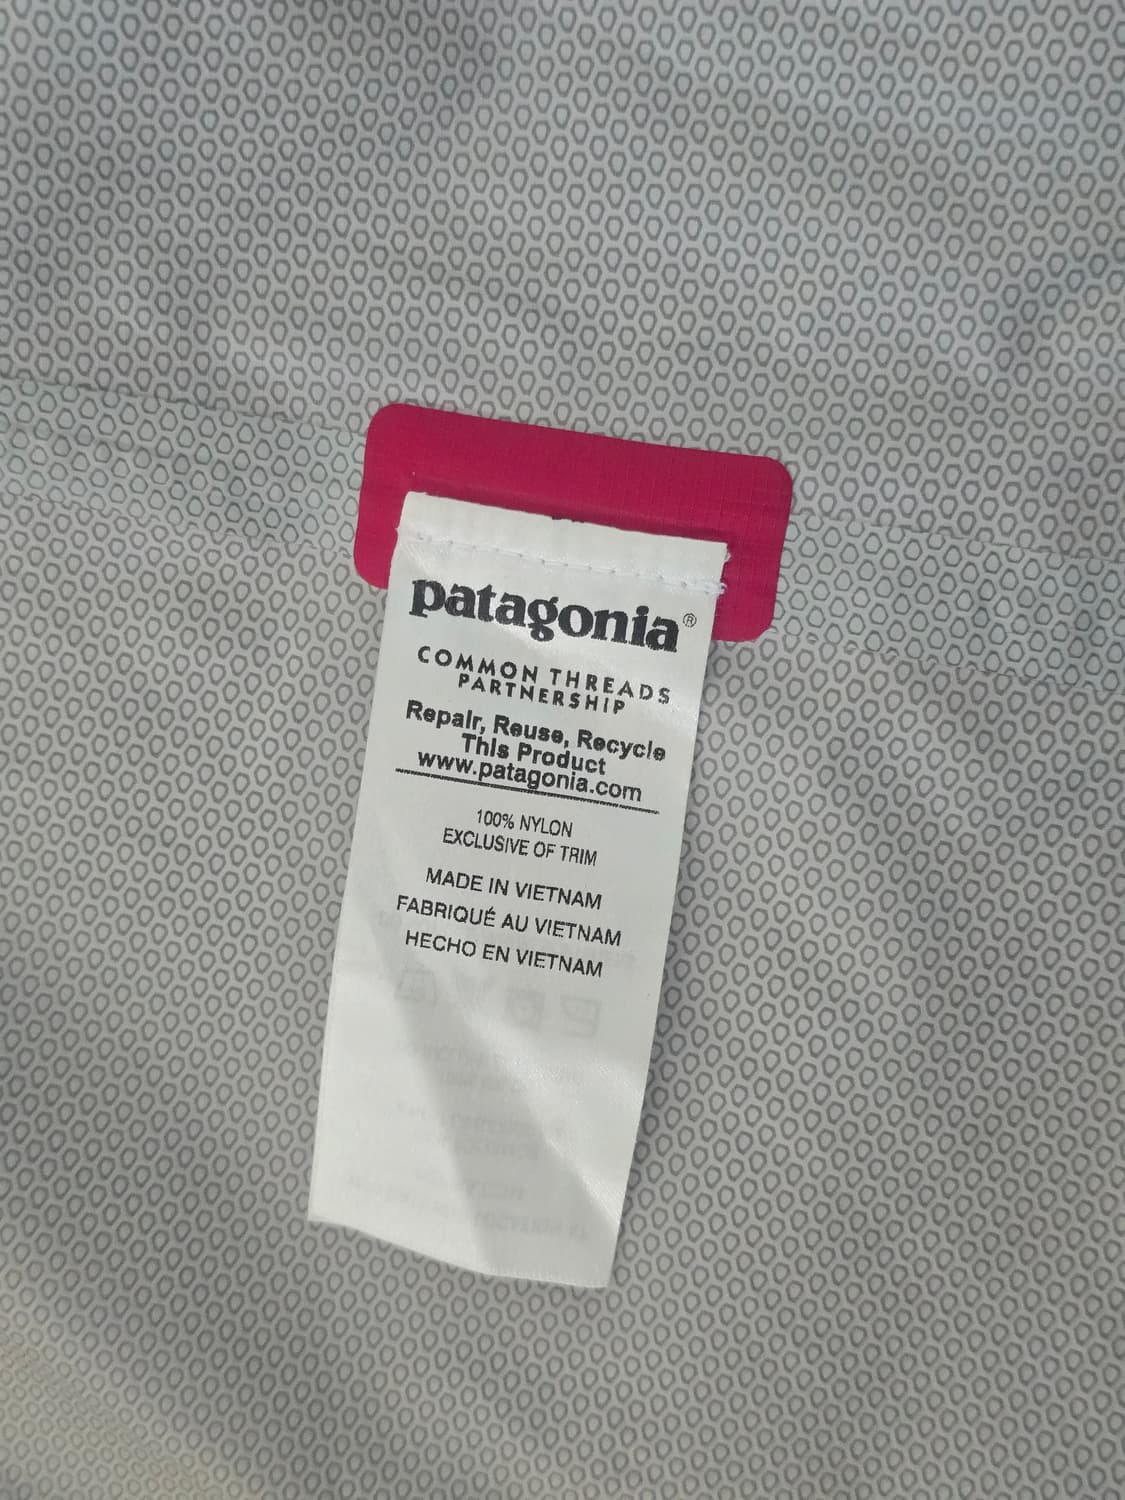 patagonia®
COMMON THREADS
PARTNERSHIP
Repair, Reuse, Recycle
This Product
www.patagonia.com
100% NYLON
EXCLUSIVE OF TRIM
MADE IN VIETNAM
FABRIQUÉ AU VIETNAM
HECHO EN VIETNAM